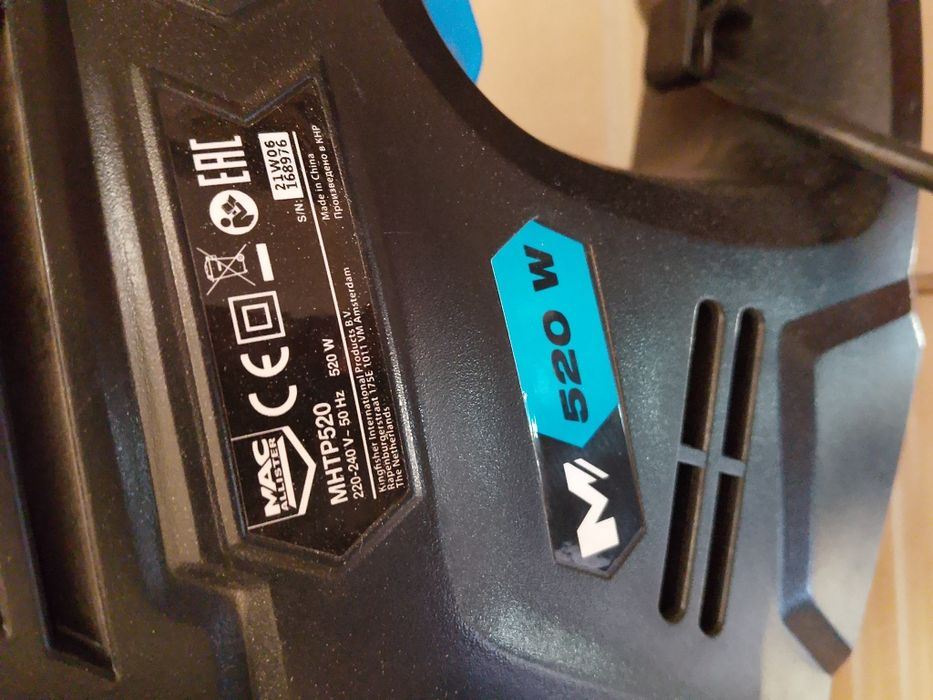 MAC
ALLISTER
CE
EAC
MHTP520
220-240 V~ 50 Hz 520 W
S/N: 21W06
168976
Kingfisher International Products B.V.
Rapenburgerstraat 175E 1011 VM Amsterdam
The Netherlands
Made in China
Произведено в КНР
M 520 W